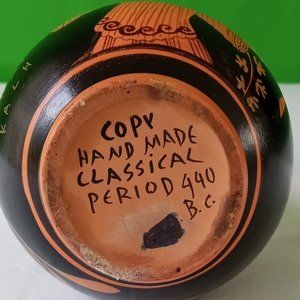 COPY
HAND MADE
CLASSICAL
PERIOD 440
B.C.